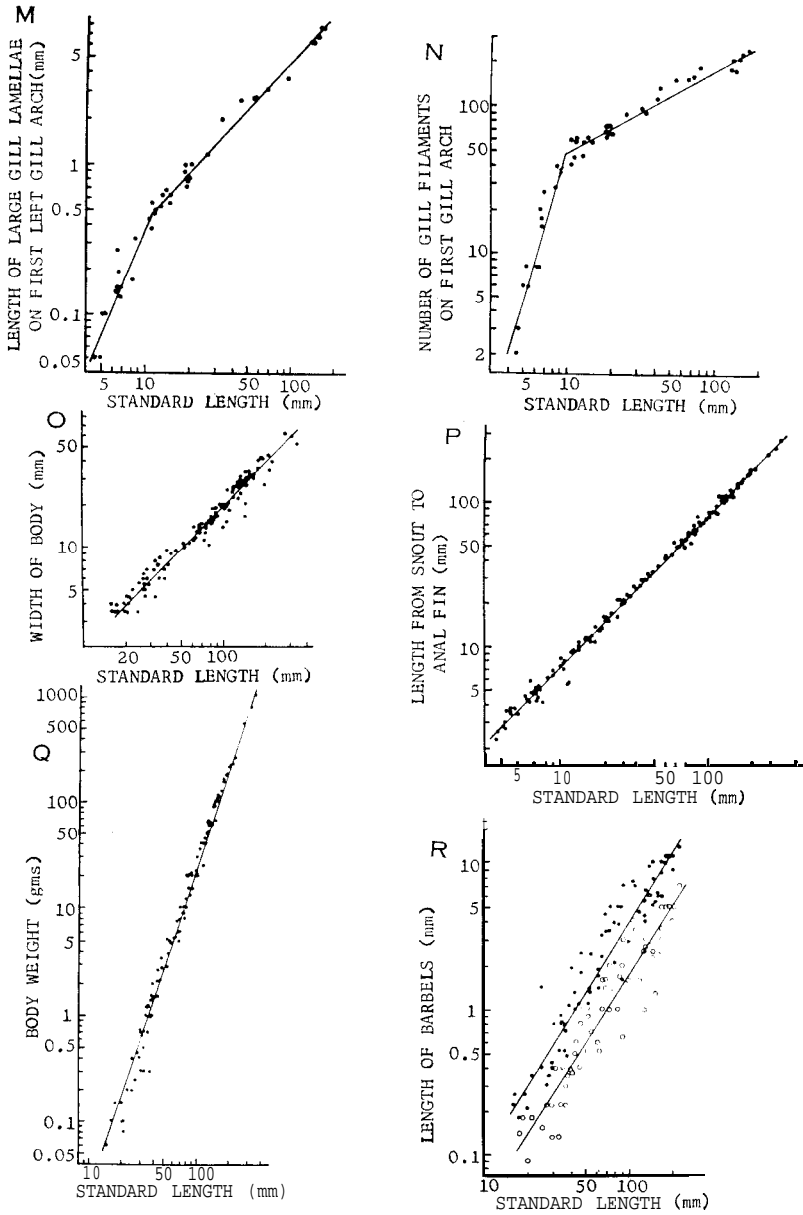 M
LENGTH OF LARGE GILL LAMELLAE
ON FIRST LEFT GILL ARCH(mm)
5
1
0.5
0.1
0.05
5
10
50
100
STANDARD LENGTH (mm)
N
NUMBER OF GILL FILAMENTS
ON FIRST GILL ARCH
100
50
10
5
2
5
10
50
100
STANDARD LENGTH (mm)
O
WIDTH OF BODY (mm)
50
10
5
20
50
100
STANDARD LENGTH (mm)
P
LENGTH FROM SNOUT TO
ANAL FIN (mm)
100
50
10
5
5
10
50
100
STANDARD LENGTH (mm)
Q
BODY WEIGHT (gms)
1000
500
100
50
10
5
1
0.5
0.1
0.05
10
50
100
STANDARD LENGTH (mm)
R
LENGTH OF BARBELS (mm)
10
5
1
0.5
0.1
10
50
100
STANDARD LENGTH (mm)